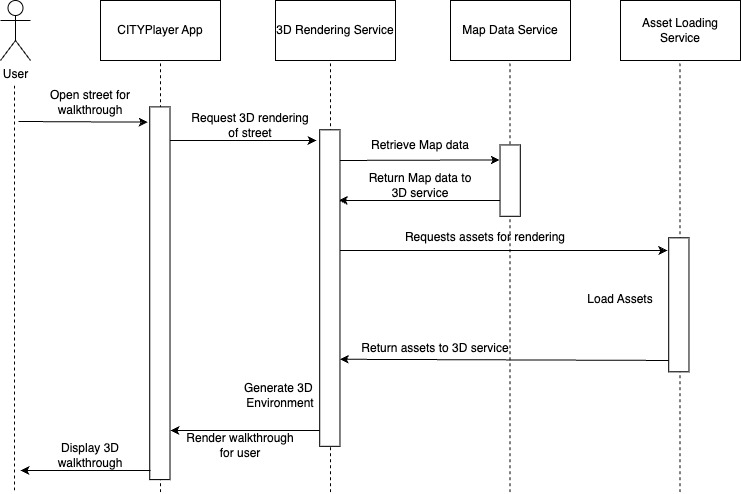 CITYPlayer App
3D Rendering Service
Map Data Service
Asset Loading
Service
User
Open street for
walkthrough
Request 3D rendering
of street
Retrieve Map data
Return Map data to
3D service
Requests assets for rendering
Load Assets
Return assets to 3D service
Generate 3D
Environment
Render walkthrough
for user
Display 3D
walkthrough